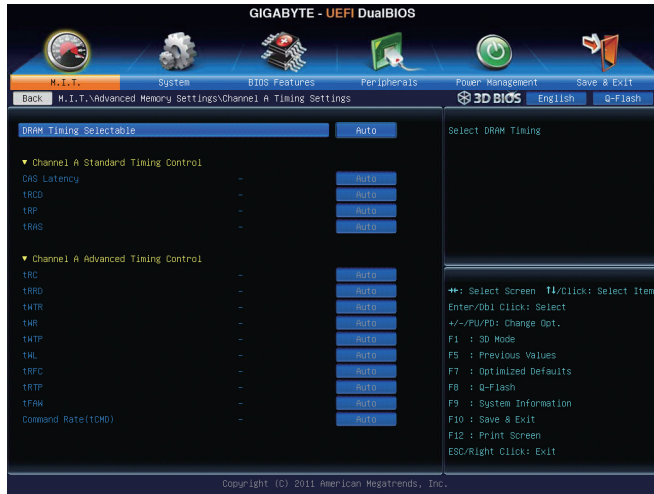 GIGABYTE - UEFI DualBIOS
M.I.T.
System
BIOS Features
Peripherals
Power Management
Save & Exit
Back
M.I.T.\Advanced Memory Settings\Channel A Timing Settings
3D BIOS
English
Q-Flash
DRAM Timing Selectable Auto
Select DRAM Timing
▼ Channel A Standard Timing Control
CAS Latency - Auto
tRCD - Auto
tRP - Auto
tRAS - Auto
▼ Channel A Advanced Timing Control
tRC - Auto
tRRD - Auto
tWTR - Auto
tWR - Auto
tWTP - Auto
tWL - Auto
tRFC - Auto
tRTP - Auto
tFAW - Auto
Command Rate(tCMD) - Auto
→←: Select Screen ↑↓/Click: Select Item
Enter/Dbl Click: Select
+/-/PU/PD: Change Opt.
F1 : 3D Mode
F5 : Previous Values
F7 : Optimized Defaults
F8 : Q-Flash
F9 : System Information
F10 : Save & Exit
F12 : Print Screen
ESC/Right Click: Exit
Copyright (C) 2011 American Megatrends, Inc.